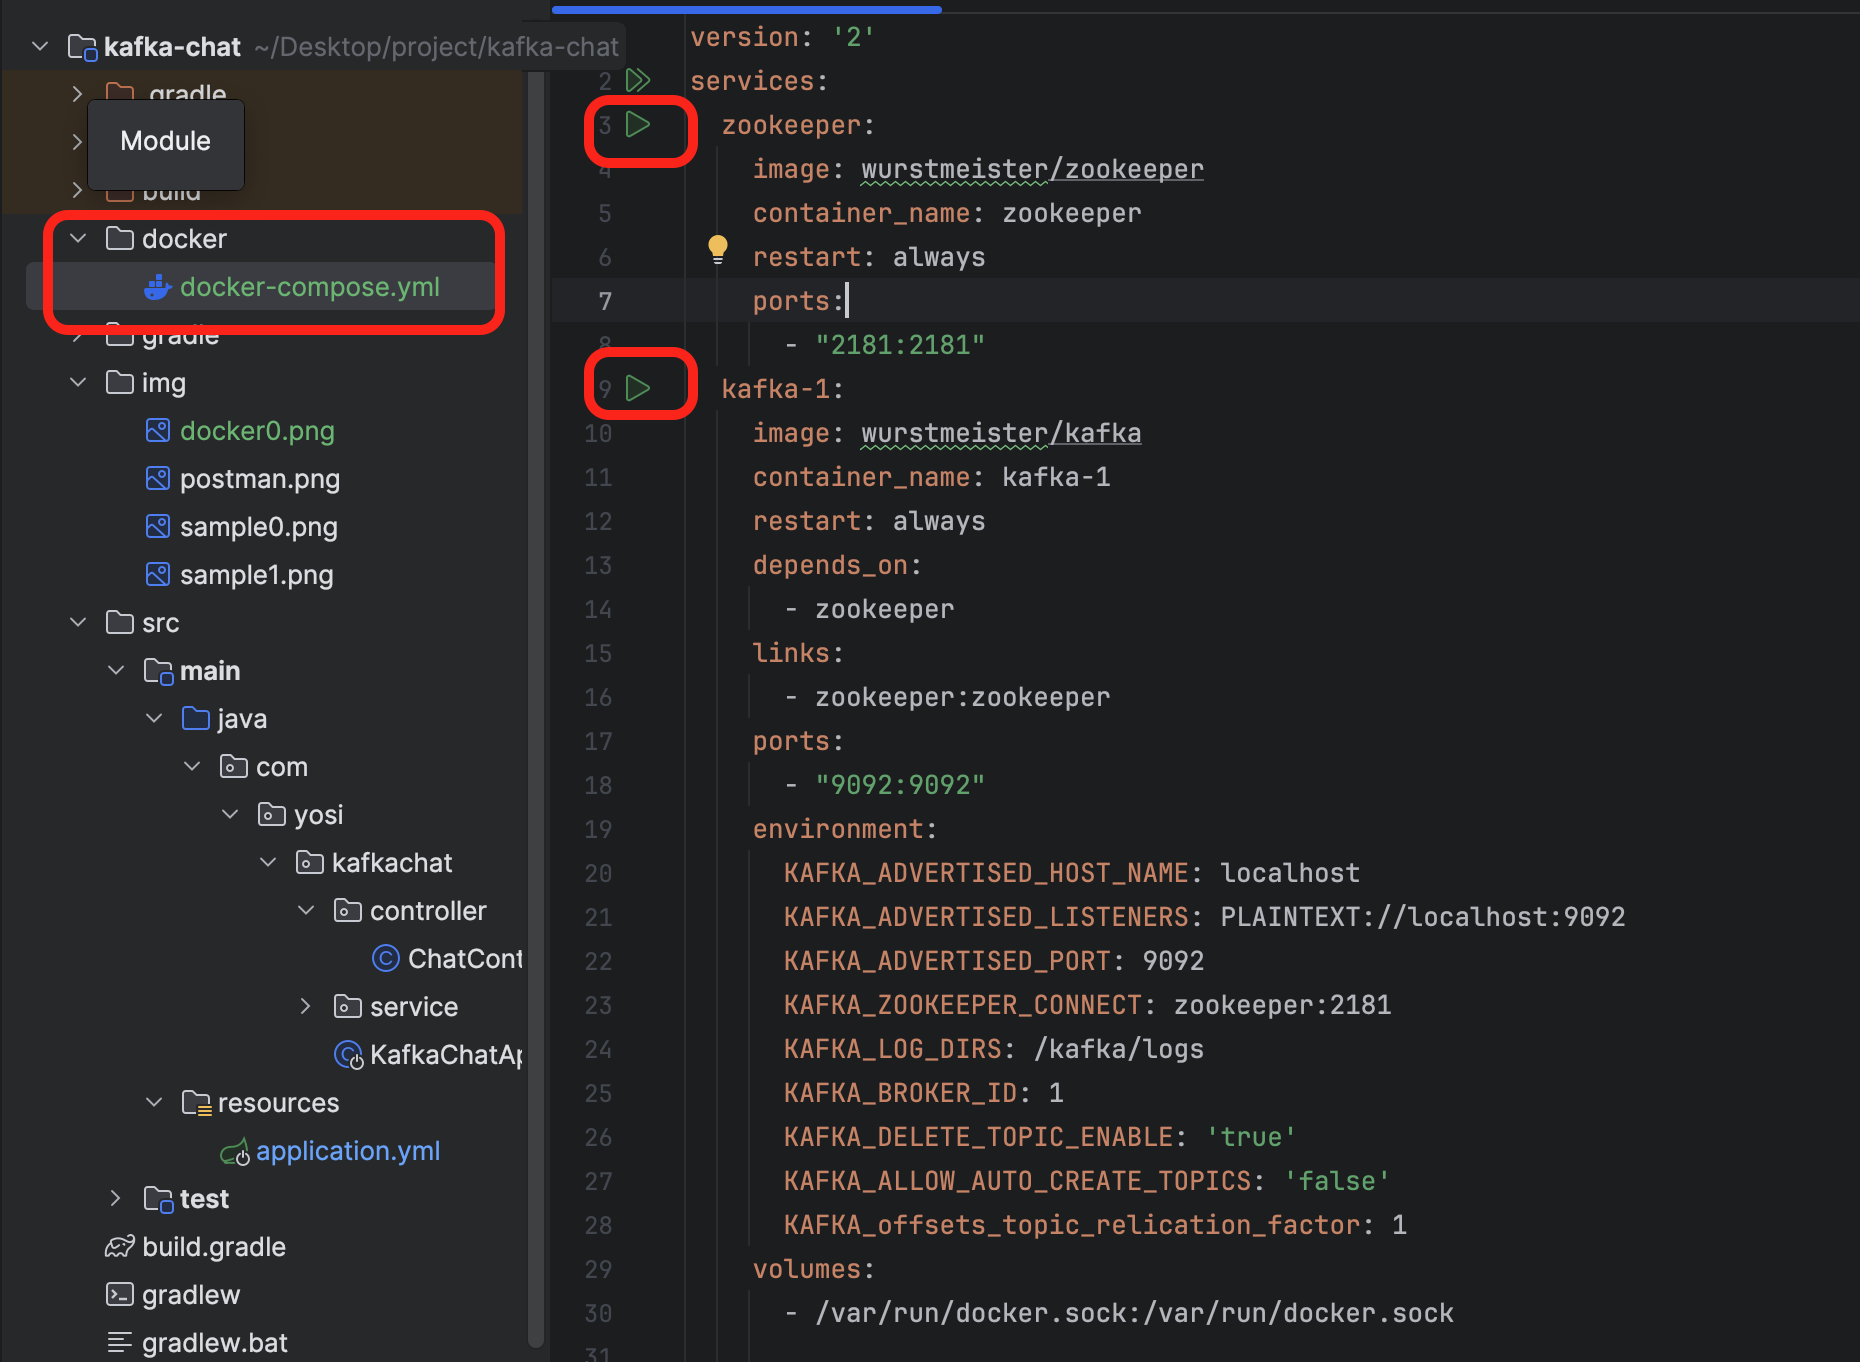 kafka-chat ~/Desktop/project/kafka-chat
.gradle
Module
build
docker
docker-compose.yml
gradle
img
docker0.png
postman.png
sample0.png
sample1.png
src
main
java
com
yosi
kafkachat
controller
ChatCont
service
KafkaChatAp
resources
application.yml
test
build.gradle
gradlew
gradlew.bat
version: '2'
2 services:
3 zookeeper:
4 image: wurstmeister/zookeeper
5 container_name: zookeeper
6 restart: always
7 ports:
8 - "2181:2181"
9 kafka-1:
10 image: wurstmeister/kafka
11 container_name: kafka-1
12 restart: always
13 depends_on:
14 - zookeeper
15 links:
16 - zookeeper:zookeeper
17 ports:
18 - "9092:9092"
19 environment:
20 KAFKA_ADVERTISED_HOST_NAME: localhost
21 KAFKA_ADVERTISED_LISTENERS: PLAINTEXT://localhost:9092
22 KAFKA_ADVERTISED_PORT: 9092
23 KAFKA_ZOOKEEPER_CONNECT: zookeeper:2181
24 KAFKA_LOG_DIRS: /kafka/logs
25 KAFKA_BROKER_ID: 1
26 KAFKA_DELETE_TOPIC_ENABLE: 'true'
27 KAFKA_ALLOW_AUTO_CREATE_TOPICS: 'false'
28 KAFKA_offsets_topic_relication_factor: 1
29 volumes:
30 - /var/run/docker.sock:/var/run/docker.sock
31